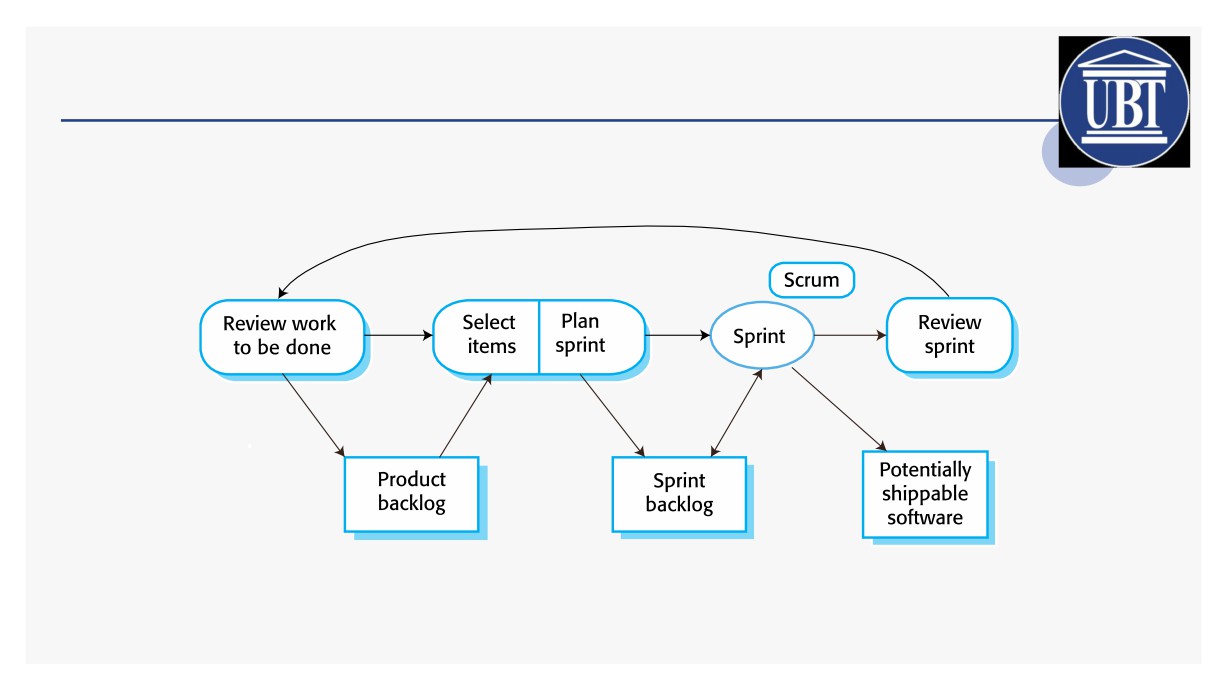 UBT
Scrum
Review work
to be done
Select
items
Plan
sprint
Sprint
Review
sprint
Product
backlog
Sprint
backlog
Potentially
shippable
software